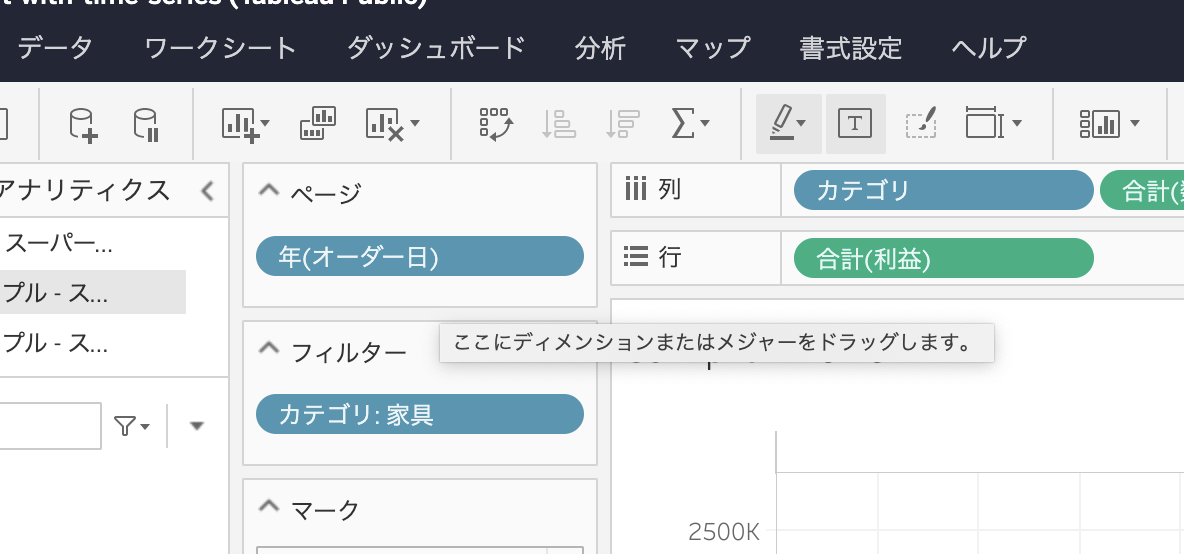 with time series (Tableau Public)
データ ワークシート ダッシュボード 分析 マップ 書式設定 ヘルプ
アナリティクス
スーパー...
プル - ス...
プル - ス...
ページ
年(オーダー日)
フィルター
カテゴリ: 家具
マーク
列
カテゴリ
合計(
行
合計(利益)
ここにディメンションまたはメジャーをドラッグします。
2500K